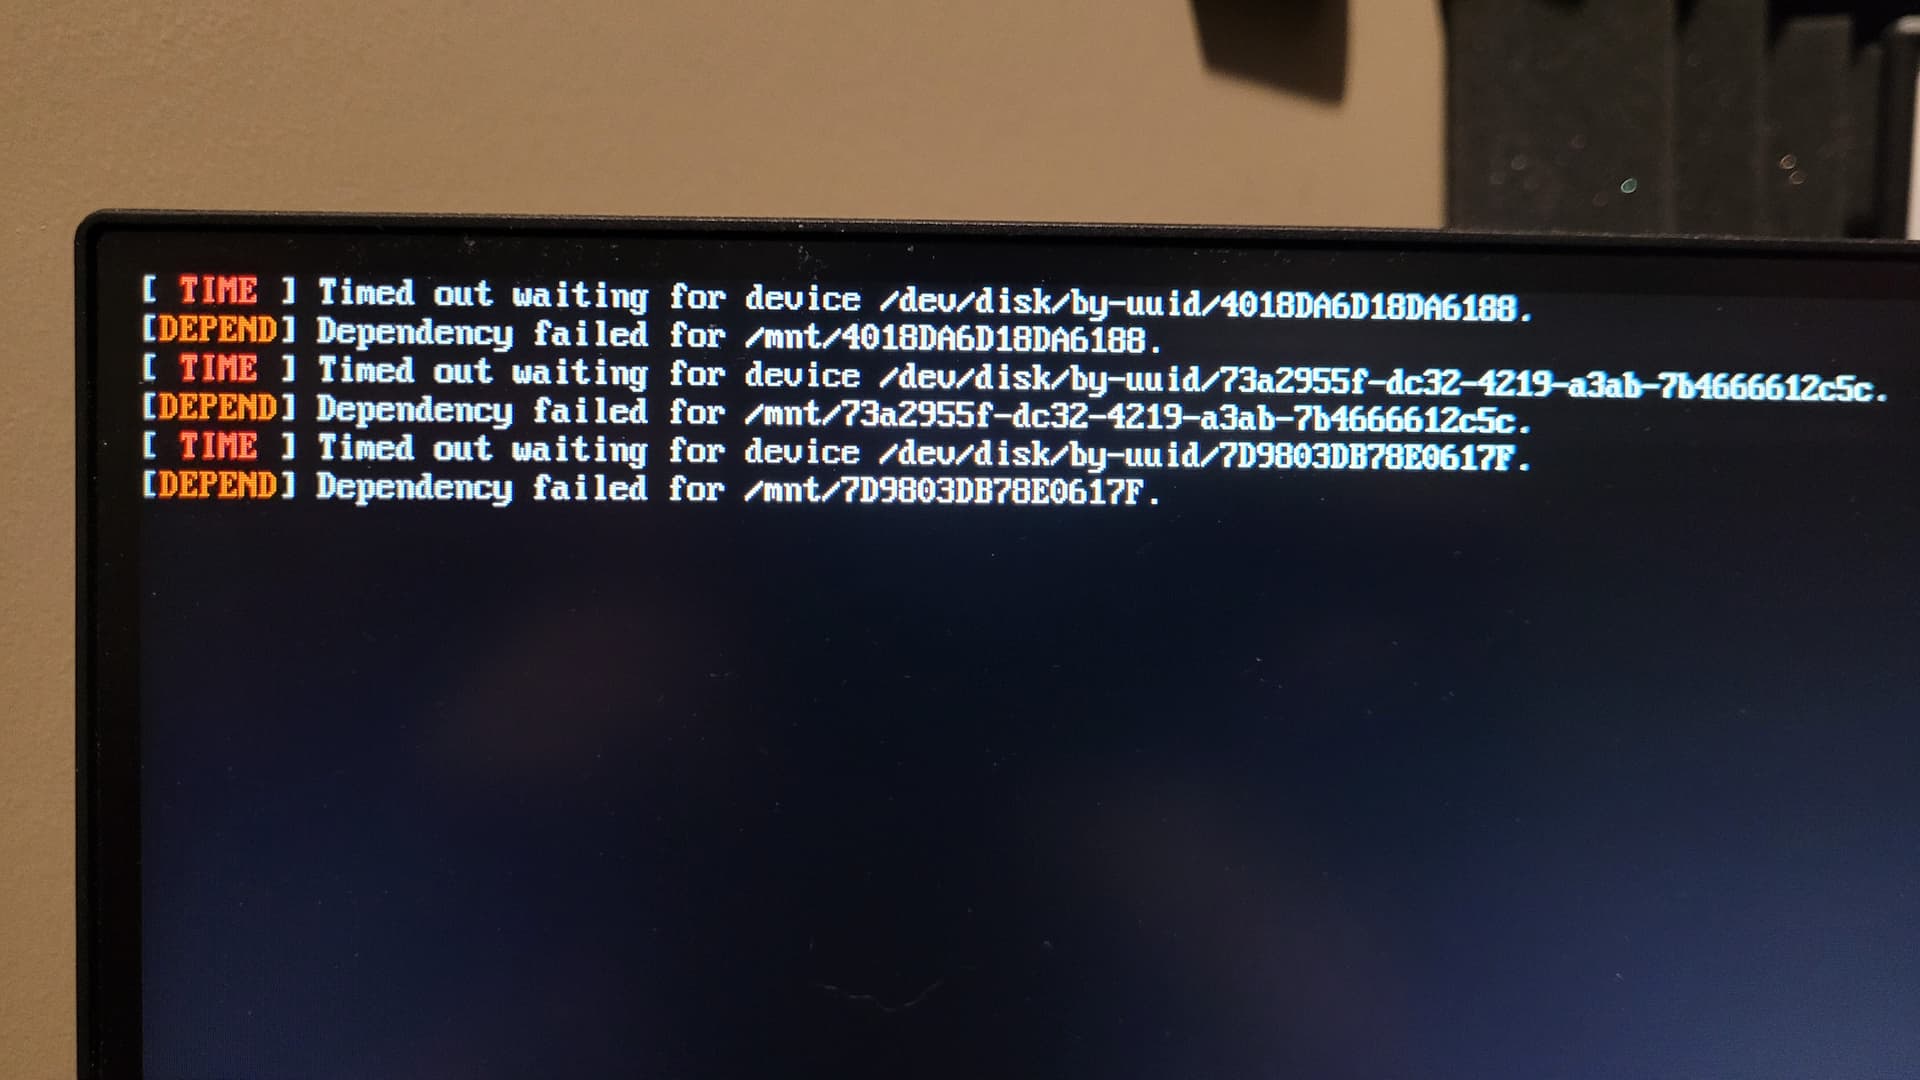 [ TIME ] Timed out waiting for device /dev/disk/by-uuid/4018DA6D18DA6188.
[DEPEND] Dependency failed for /mnt/4018DA6D18DA6188.
[ TIME ] Timed out waiting for device /dev/disk/by-uuid/73a2955f-dc32-4219-a3ab-7b4666612c5c.
[DEPEND] Dependency failed for /mnt/73a2955f-dc32-4219-a3ab-7b4666612c5c.
[ TIME ] Timed out waiting for device /dev/disk/by-uuid/7D9803DB78E0617F.
[DEPEND] Dependency failed for /mnt/7D9803DB78E0617F.